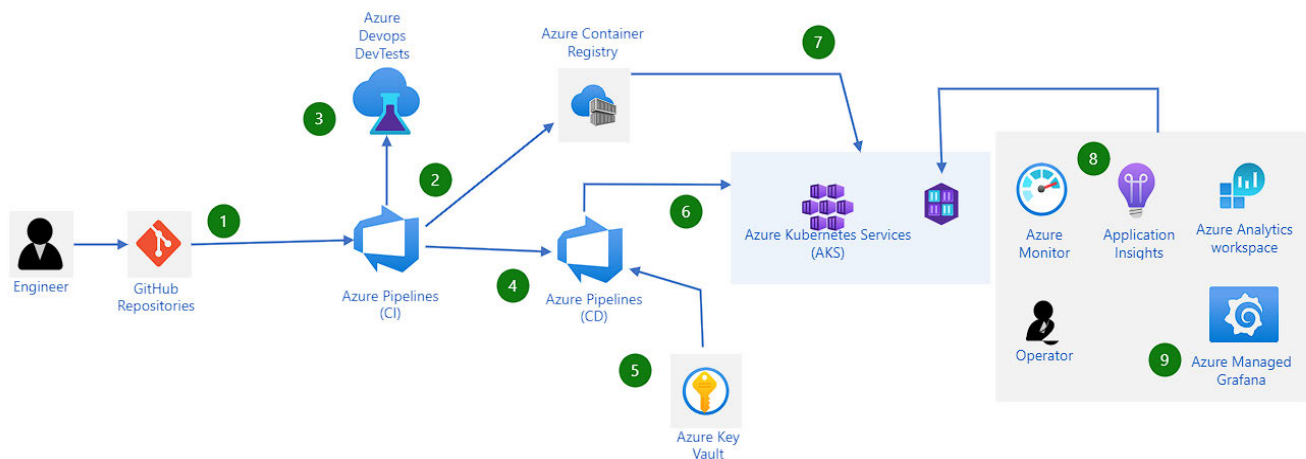 Azure
Devops
DevTests
3
Azure Container
Registry
7
2
1
Engineer
GitHub
Repositories
Azure Pipelines
(CI)
4
Azure Pipelines
(CD)
6
5
Azure Key
Vault
Azure Kubernetes Services
(AKS)
8
Azure
Monitor
Application
Insights
Azure Analytics
workspace
Operator
9
Azure Managed
Grafana